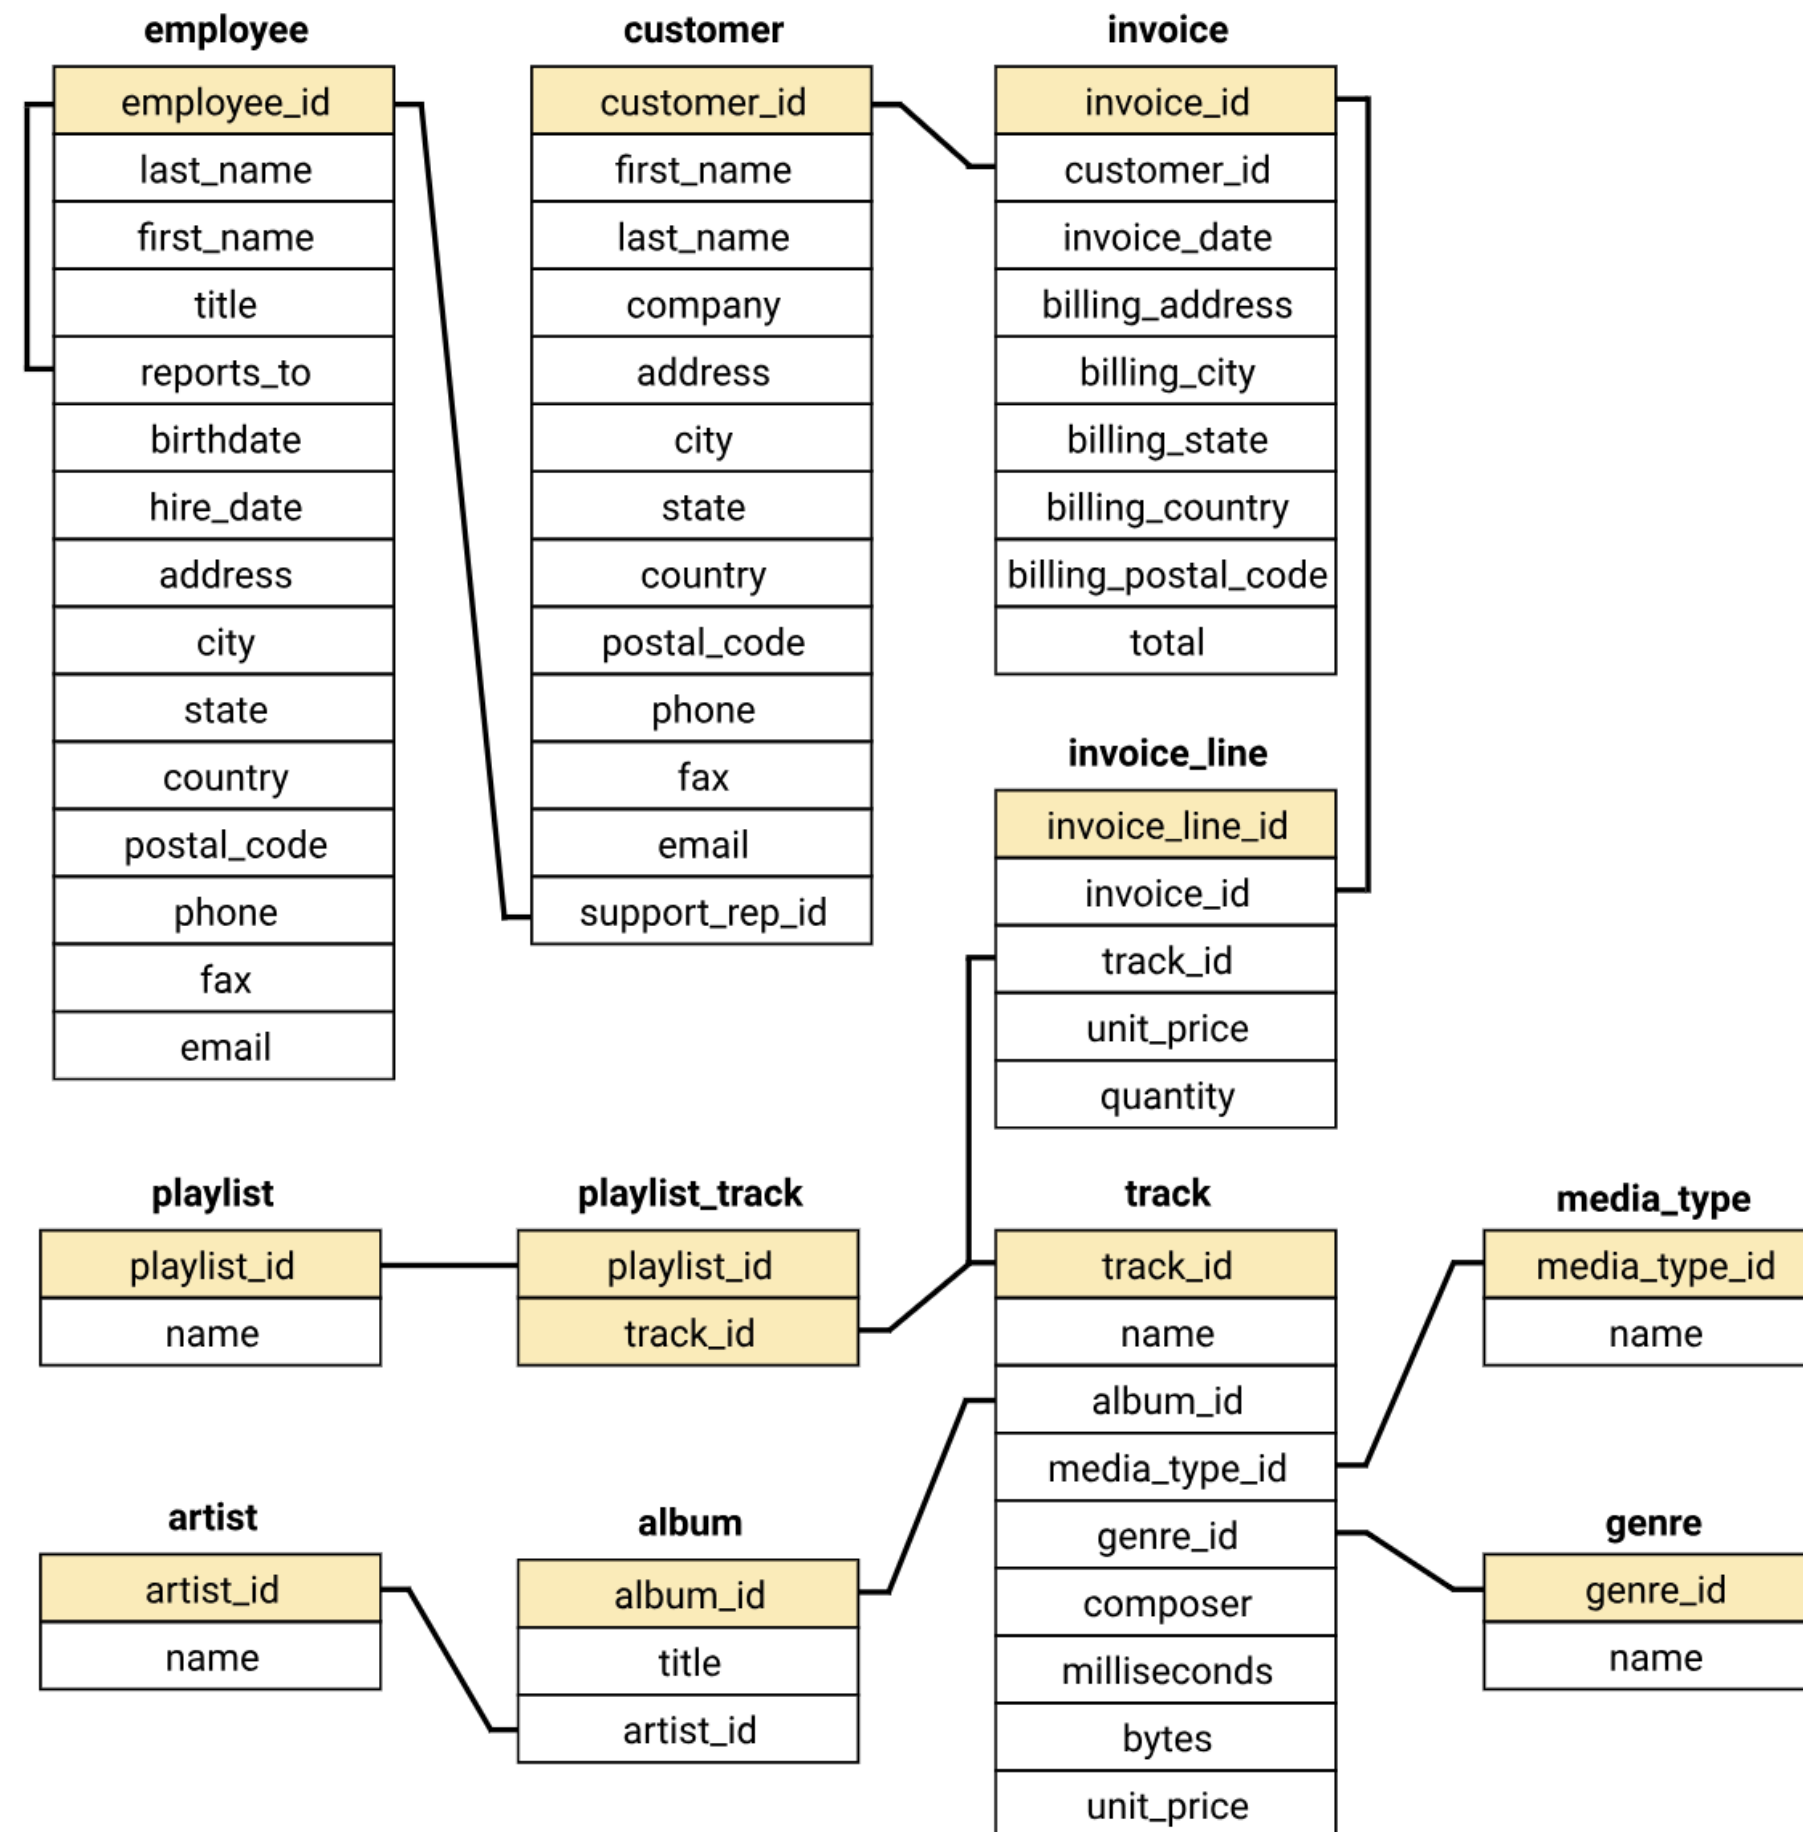 employee
employee_id
last_name
first_name
title
reports_to
birthdate
hire_date
address
city
state
country
postal_code
phone
fax
email
customer
customer_id
first_name
last_name
company
address
city
state
country
postal_code
phone
fax
email
support_rep_id
invoice
invoice_id
customer_id
invoice_date
billing_address
billing_city
billing_state
billing_country
billing_postal_code
total
invoice_line
invoice_line_id
invoice_id
track_id
unit_price
quantity
playlist
playlist_id
name
playlist_track
playlist_id
track_id
track
track_id
name
album_id
media_type_id
genre_id
composer
milliseconds
bytes
unit_price
media_type
media_type_id
name
artist
artist_id
name
album
album_id
title
artist_id
genre
genre_id
name